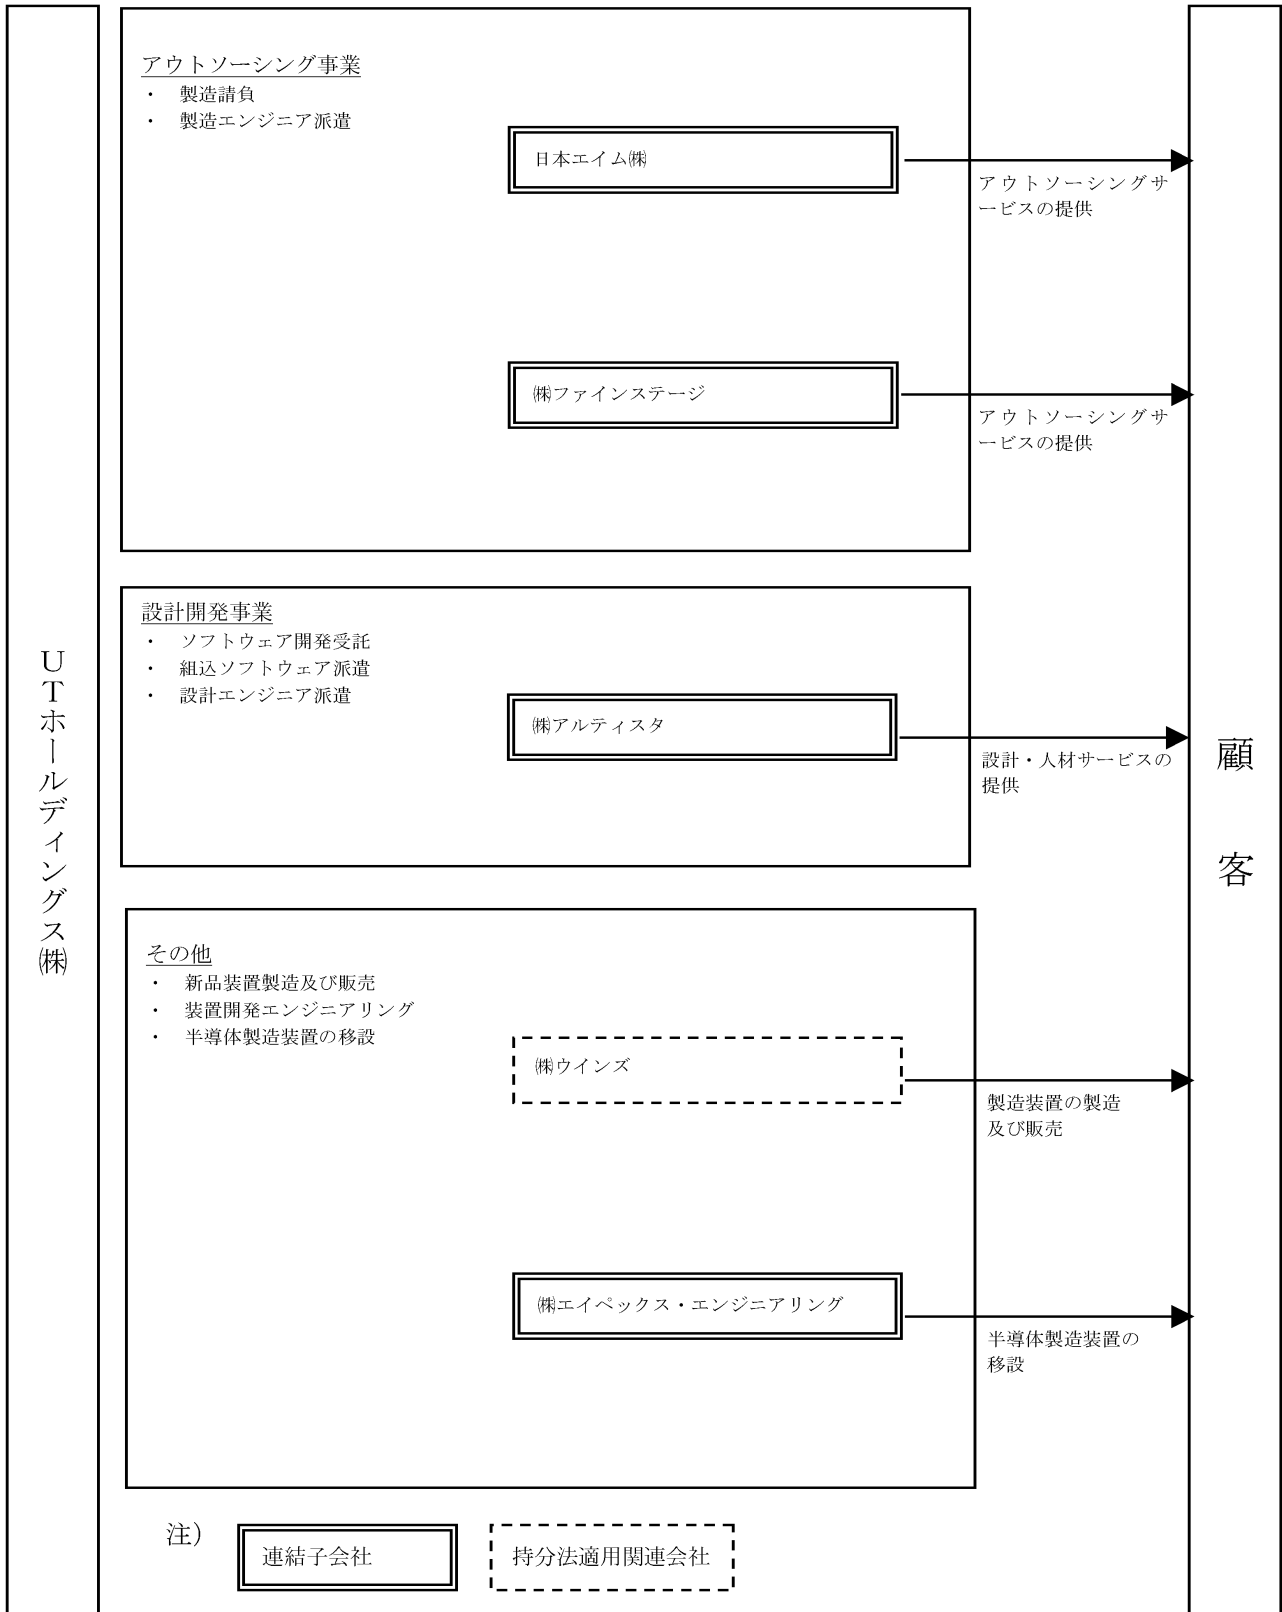 UTホールディングス㈱
アウトソーシング事業
・ 製造請負
・ 製造エンジニア派遣
日本エイム㈱
アウトソーシングサ
ービスの提供
㈱ファインステージ
アウトソーシングサ
ービスの提供
設計開発事業
・ ソフトウェア開発受託
・ 組込ソフトウェア派遣
・ 設計エンジニア派遣
㈱アルティスタ
設計・人材サービスの
提供
その他
・ 新品装置製造及び販売
・ 装置開発エンジニアリング
・ 半導体製造装置の移設
㈱ウインズ
製造装置の製造
及び販売
㈱エイペックス・エンジニアリング
半導体製造装置の
移設
顧客
注）
連結子会社
持分法適用関連会社